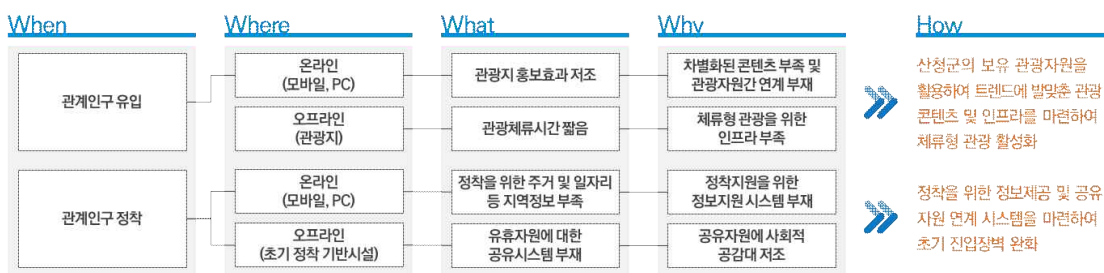 When
Where
What
Why
How
관계인구 유입
온라인
(모바일, PC)
관광지 홍보효과 저조
차별화된 콘텐츠 부족 및
관광자원간 연계 부재
오프라인
(관광지)
관광체류시간 짧음
체류형 관광을 위한
인프라 부족
산청군의 보유 관광자원을
활용하여 트렌드에 발맞춘 관광
콘텐츠 및 인프라를 마련하여
체류형 관광 활성화
관계인구 정착
온라인
(모바일, PC)
정착을 위한 주거 및 일자리
등 지역정보 부족
정착지원을 위한
정보지원 시스템 부재
오프라인
(초기 정착 기반시설)
유휴자원에 대한
공유시스템 부재
공유자원에 사회적
공감대 저조
정착을 위한 정보제공 및 공유
자원 연계 시스템을 마련하여
초기 진입장벽 완화